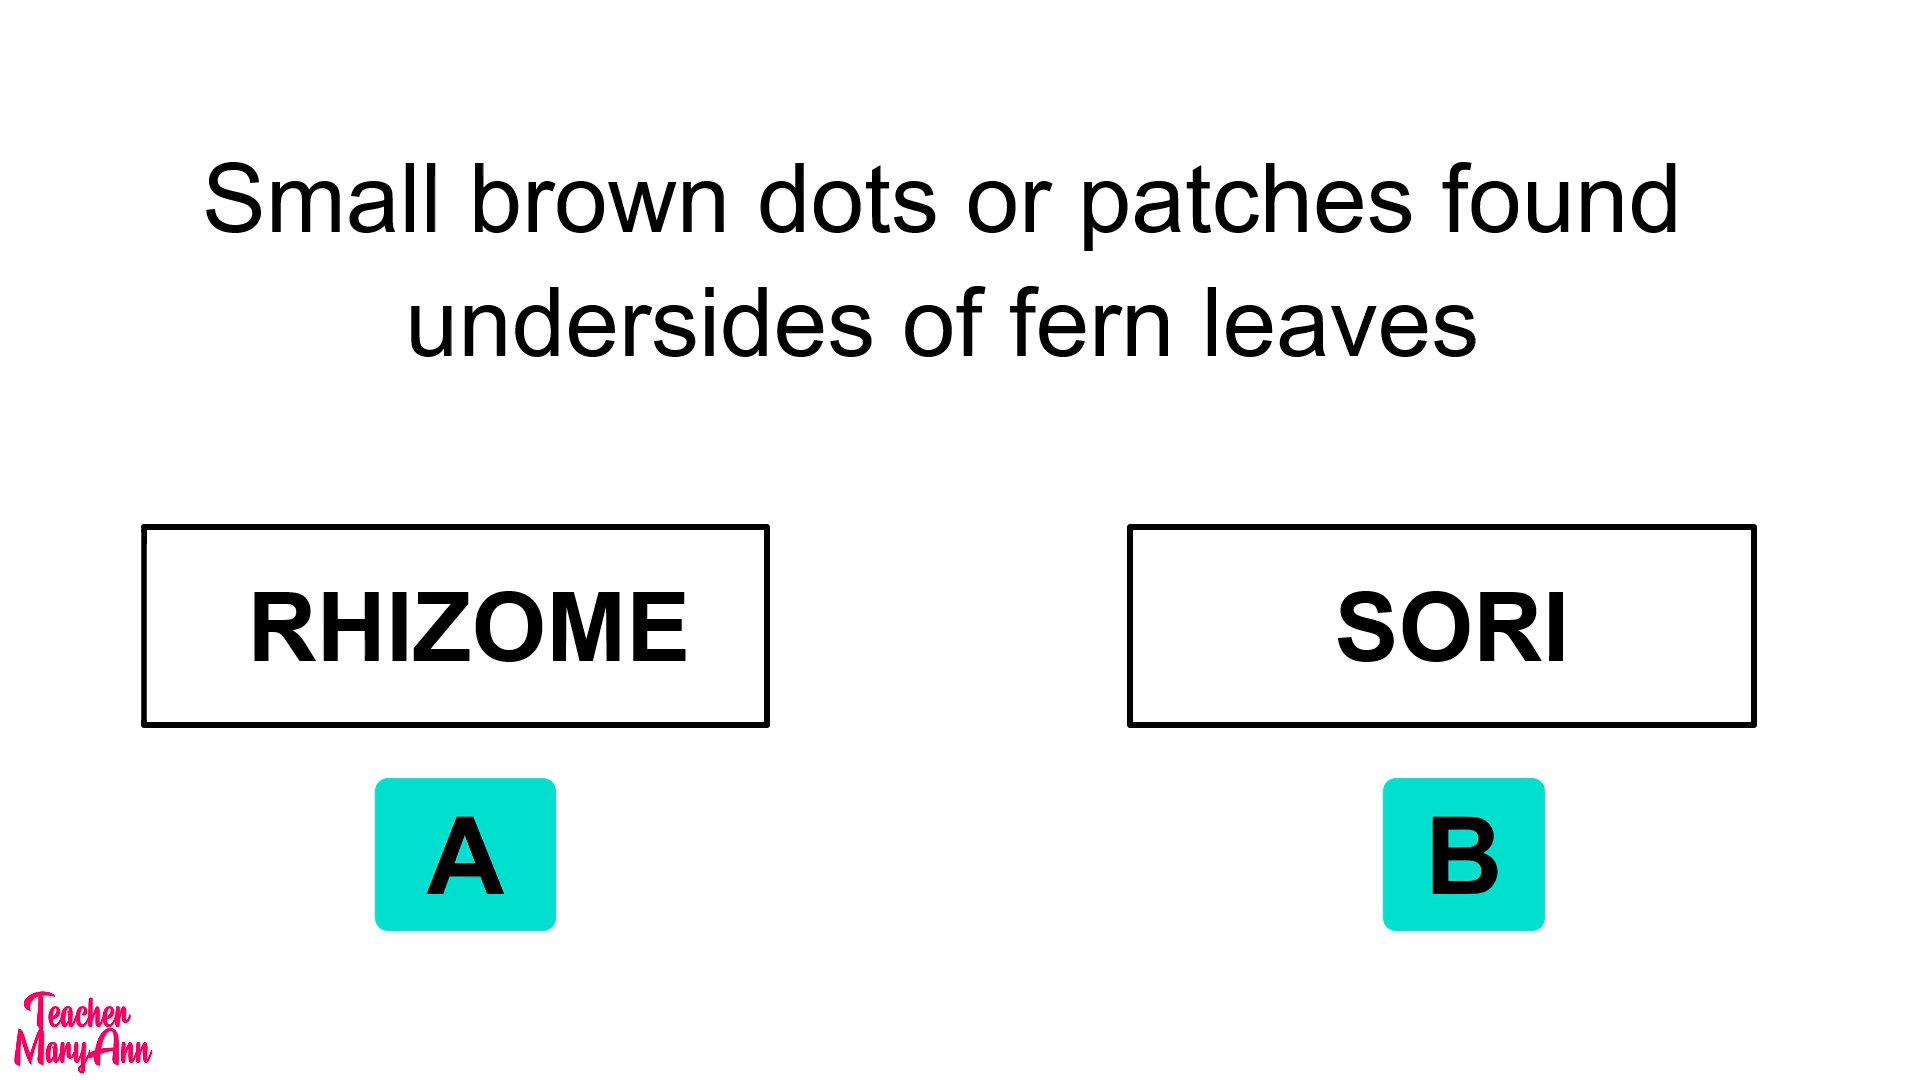 Small brown dots or patches found
undersides of fern leaves
RHIZOME
SORI
A
B
Teacher
MaryAnn